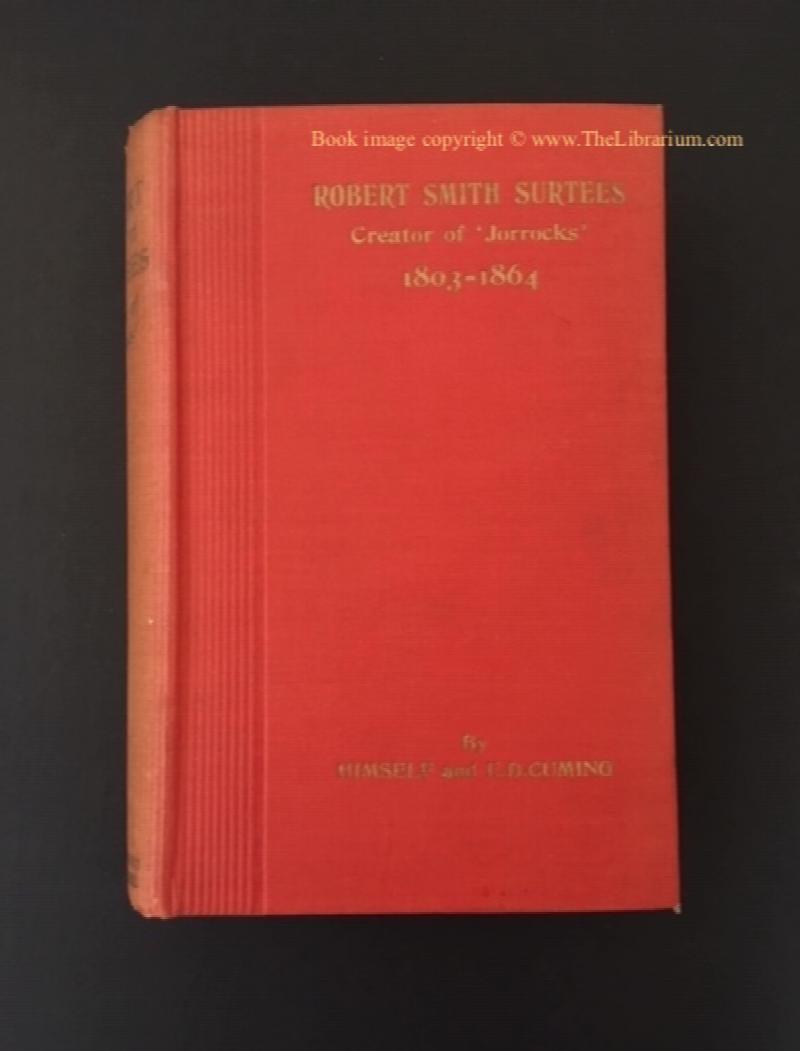 Book image copyright © www.TheLibrarium.com
ROBERT SMITH SURTEES
Creator of 'Jorrocks'
1803-1864
By
HIMSELF and E.D.CUMING